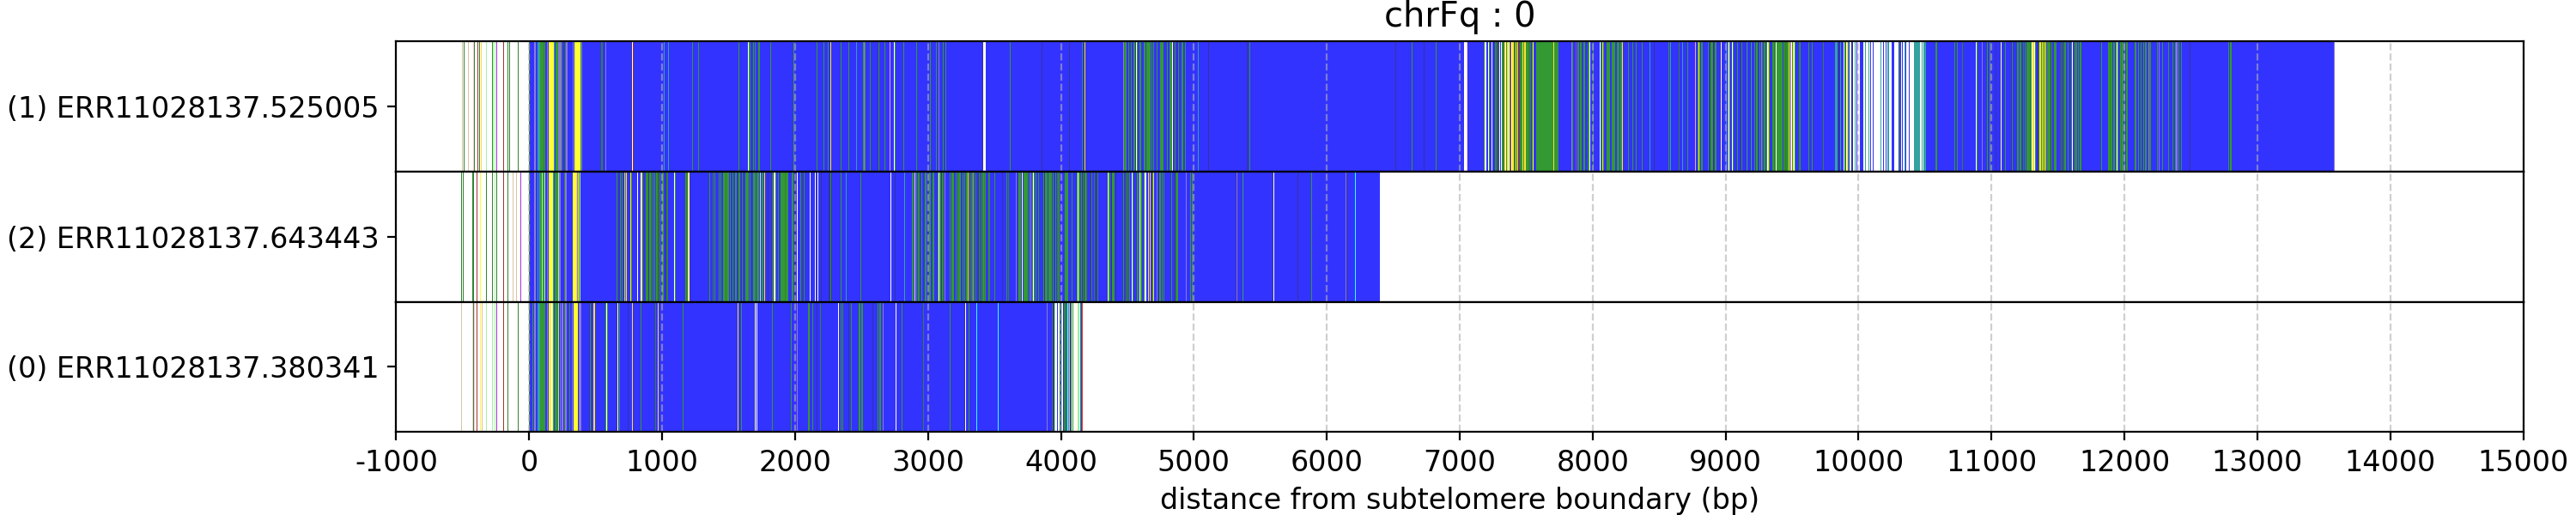 chrFq : 0
(1) ERR11028137.525005
(2) ERR11028137.643443
(0) ERR11028137.380341
-1000 0 1000 2000 3000 4000 5000 6000 7000 8000 9000 10000 11000 12000 13000 14000 15000
distance from subtelomere boundary (bp)